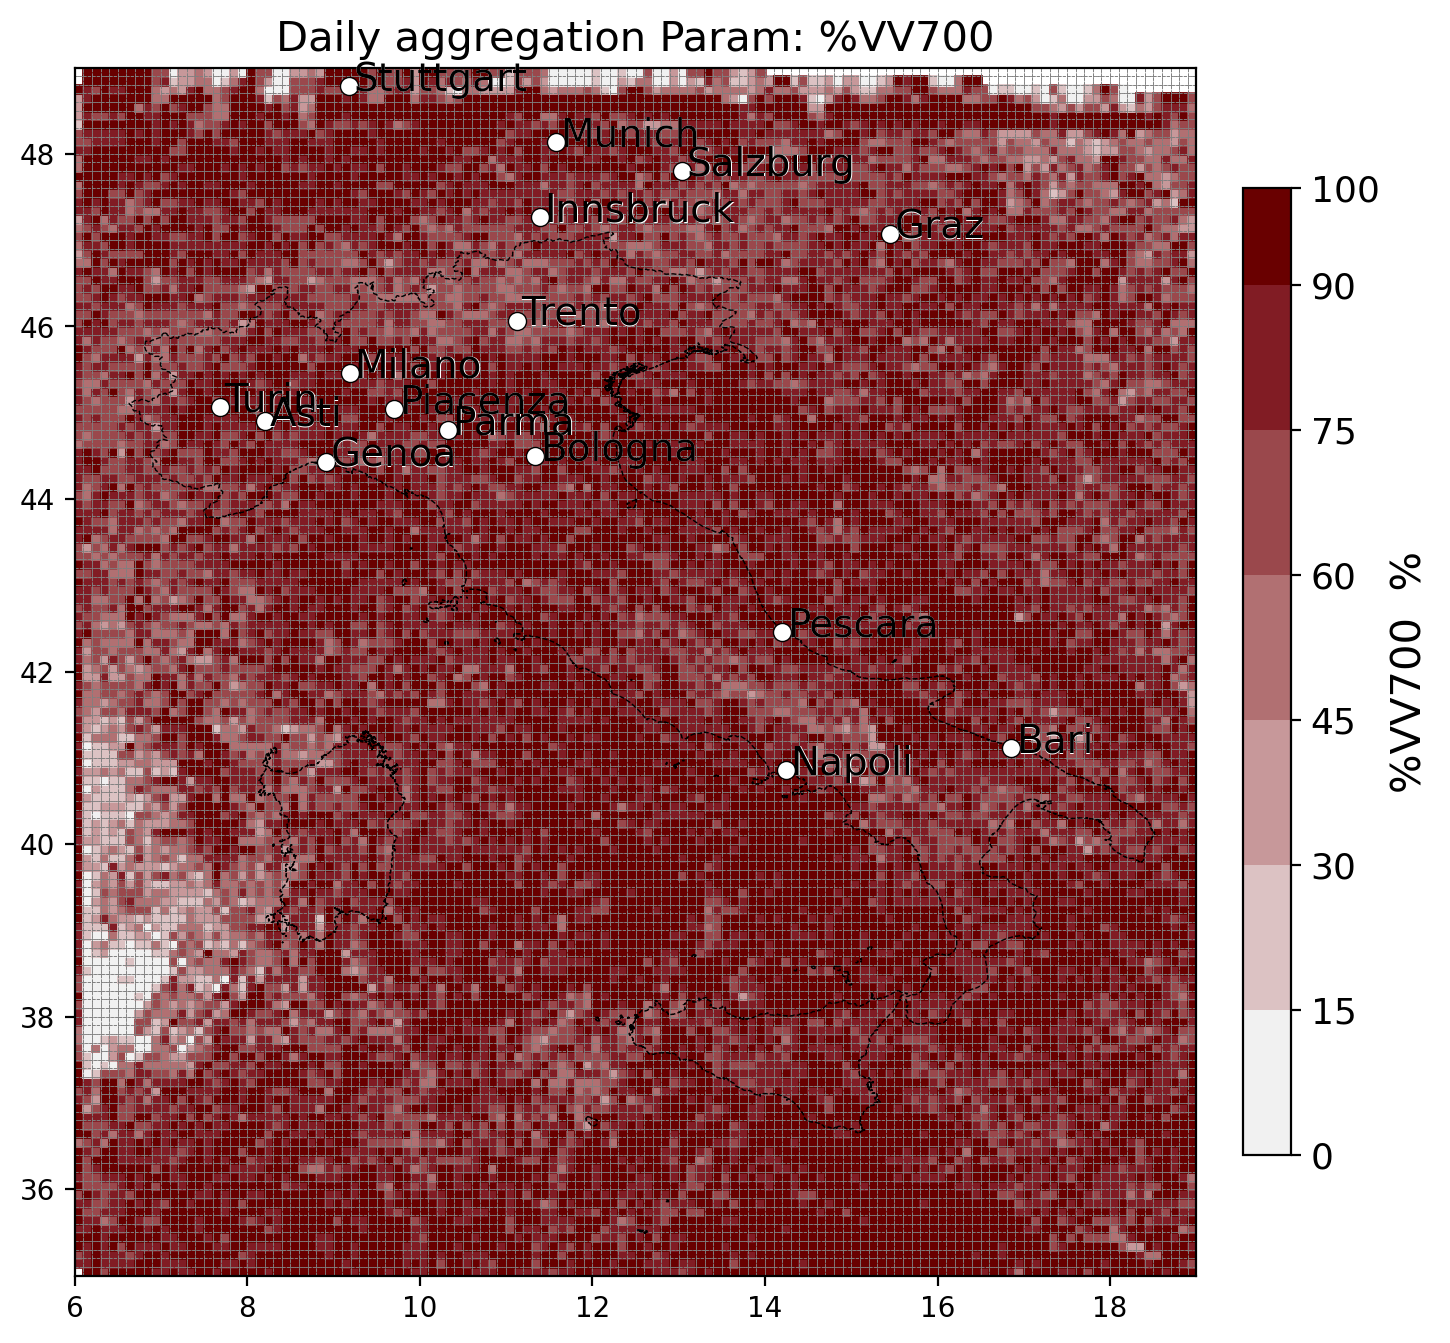 Daily aggregation Param: %VV700
Stuttgart
Munich
Salzburg
Innsbruck
Graz
Trento
Milano
Turin
Asti
Piacenza
Parma
Bologna
Genoa
Pescara
Bari
Napoli
48
46
44
42
40
38
36
6
8
10
12
14
16
18
100
90
75
60
45
30
15
0
%VV700 %